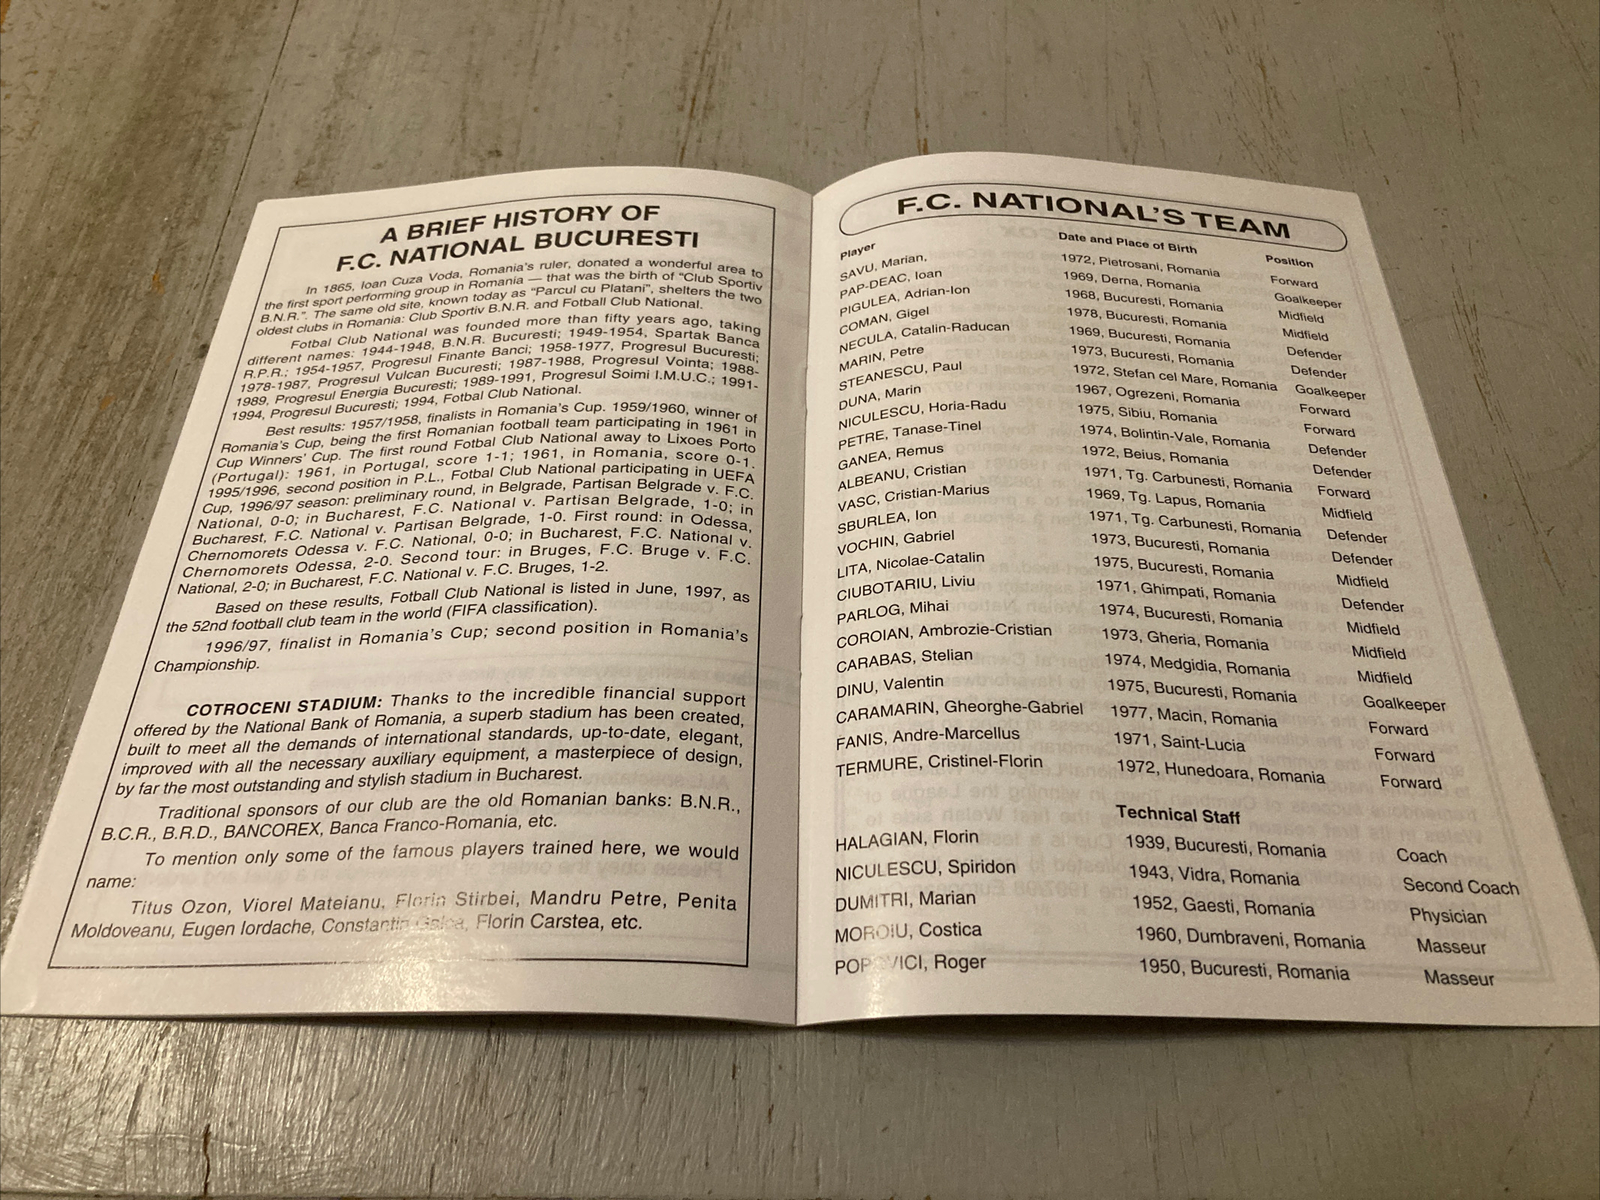 A BRIEF HISTORY OF
F.C. NATIONAL BUCURESTI
In 1865, Ioan Cuza Voda, Romania's ruler, donated a wonderful area to
the first sport performing group in Romania — that was the birth of "Club Sportiv
B.N.R.". The same old site, known today as "Parcul cu Platani", shelters the two
oldest clubs in Romania: Club Sportiv B.N.R. and Fotball Club National.
Fotbal Club National was founded more than fifty years ago, taking
different names: 1944-1948, B.N.R. Bucuresti; 1949-1954, Spartak Banca
R.P.R.; 1954-1957, Progresul Finante Banci; 1958-1977, Progresul Bucuresti;
1978-1987, Progresul Vulcan Bucuresti; 1987-1988, Progresul Vointa; 1988-
1989, Progresul Energia Bucuresti; 1989-1991, Progresul Soimi I.M.U.C.; 1991-
1994, Progresul Bucuresti; 1994, Fotbal Club National.
Best results: 1957/1958, finalists in Romania's Cup. 1959/1960, winner of
Romania's Cup, being the first Romanian football team participating in 1961 in
Cup Winners' Cup. The first round Fotbal Club National away to Lixoes Porto
(Portugal): 1961, in Portugal, score 1-1; 1961, in Romania, score 0-1.
1995/1996, second position in P.L., Fotbal Club National participating in UEFA
Cup, 1996/97 season: preliminary round, in Belgrade, Partisan Belgrade v. F.C.
National, 0-0; in Bucharest, F.C. National v. Partisan Belgrade, 1-0; in
Bucharest, F.C. National v. Partisan Belgrade, 1-0. First round: in Odessa,
Chernomorets Odessa v. F.C. National, 0-0; in Bucharest, F.C. National v.
Chernomorets Odessa, 2-0. Second tour: in Bruges, F.C. Bruge v. F.C.
National, 2-0; in Bucharest, F.C. National v. F.C. Bruges, 1-2.
Based on these results, Fotball Club National is listed in June, 1997, as
the 52nd football club team in the world (FIFA classification).
1996/97, finalist in Romania's Cup; second position in Romania's
Championship.
COTROCENI STADIUM: Thanks to the incredible financial support
offered by the National Bank of Romania, a superb stadium has been created,
built to meet all the demands of international standards, up-to-date, elegant,
improved with all the necessary auxiliary equipment, a masterpiece of design,
by far the most outstanding and stylish stadium in Bucharest.
Traditional sponsors of our club are the old Romanian banks: B.N.R.,
B.C.R., B.R.D., BANCOREX, Banca Franco-Romania, etc.
To mention only some of the famous players trained here, we would
name:
Titus Ozon, Viorel Mateianu, Florin Stirbei, Mandru Petre, Penita
Moldoveanu, Eugen Iordache, Constantin Florin Carstea, etc.
F.C. NATIONAL'S TEAM
Player Date and Place of Birth Position
SAVU, Marian, 1972, Pietrosani, Romania Forward
PAP-DEAC, Ioan 1969, Derna, Romania Goalkeeper
PIGULEA, Adrian-Ion 1968, Bucuresti, Romania Midfield
COMAN, Gigel 1978, Bucuresti, Romania Midfield
NECULA, Catalin-Raducan 1969, Bucuresti, Romania Defender
MARIN, Petre 1973, Bucuresti, Romania Defender
STEANESCU, Paul 1972, Stefan cel Mare, Romania Goalkeeper
DUNA, Marin 1967, Ogrezeni, Romania Forward
NICULESCU, Horia-Radu 1975, Sibiu, Romania Forward
PETRE, Tanase-Tinel 1974, Bolintin-Vale, Romania Defender
GANEA, Remus 1972, Beius, Romania Defender
ALBEANU, Cristian 1971, Tg. Carbunesti, Romania Forward
VASC, Cristian-Marius 1969, Tg. Lapus, Romania Midfield
SBURLEA, Ion 1971, Tg. Carbunesti, Romania Defender
VOCHIN, Gabriel 1973, Bucuresti, Romania Defender
LITA, Nicolae-Catalin 1975, Bucuresti, Romania Midfield
CIUBOTARIU, Liviu 1971, Ghimpati, Romania Defender
PARLOG, Mihai 1974, Bucuresti, Romania Midfield
COROIAN, Ambrozie-Cristian 1973, Gheria, Romania Midfield
CARABAS, Stelian 1974, Medgidia, Romania Midfield
DINU, Valentin 1975, Bucuresti, Romania Goalkeeper
CARAMARIN, Gheorghe-Gabriel 1977, Macin, Romania Forward
FANIS, Andre-Marcellus 1971, Saint-Lucia Forward
TERMURE, Cristinel-Florin 1972, Hunedoara, Romania Forward
Technical Staff
HALAGIAN, Florin 1939, Bucuresti, Romania Coach
NICULESCU, Spiridon 1943, Vidra, Romania Second Coach
DUMITRI, Marian 1952, Gaesti, Romania Physician
MOROIU, Costica 1960, Dumbraveni, Romania Masseur
POPOVICI, Roger 1950, Bucuresti, Romania Masseur